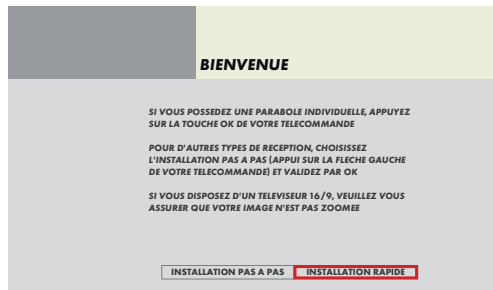 BIENVENUE
SI VOUS POSSEDEZ UNE PARABOLE INDIVIDUELLE, APPUYEZ
SUR LA TOUCHE OK DE VOTRE TELECOMMANDE
POUR D'AUTRES TYPES DE RECEPTION, CHOISISSEZ
L'INSTALLATION PAS A PAS (APPUI SUR LA FLECHE GAUCHE
DE VOTRE TELECOMMANDE) ET VALIDEZ PAR OK
SI VOUS DISPOSEZ D'UN TELEVISEUR 16/9, VEUILLEZ VOUS
ASSURER QUE VOTRE IMAGE N'EST PAS ZOOMEE
INSTALLATION PAS A PAS INSTALLATION RAPIDE